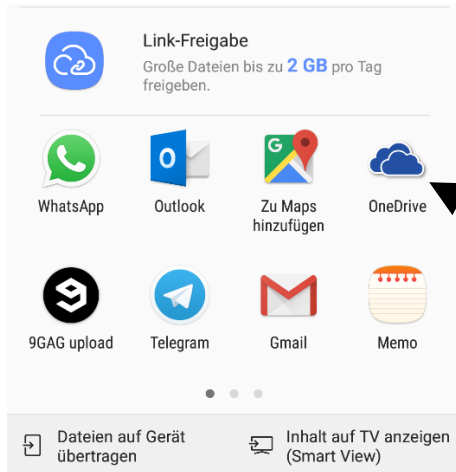 Link-Freigabe
Große Dateien bis zu 2 GB pro Tag
freigeben.
WhatsApp
Outlook
Zu Maps
hinzufügen
OneDrive
9GAG upload
Telegram
Gmail
Memo
Dateien auf Gerät
übertragen
Inhalt auf TV anzeigen
(Smart View)